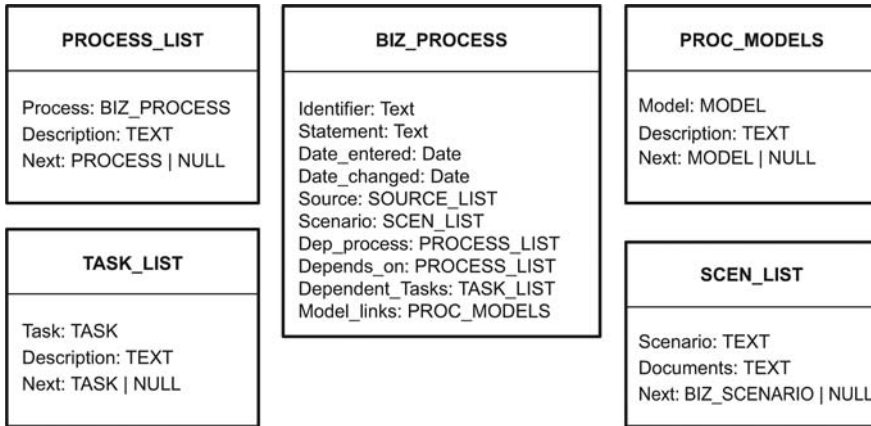 PROCESS_LIST
Process: BIZ_PROCESS
Description: TEXT
Next: PROCESS | NULL
TASK_LIST
Task: TASK
Description: TEXT
Next: TASK | NULL
BIZ_PROCESS
Identifier: Text
Statement: Text
Date_entered: Date
Date_changed: Date
Source: SOURCE_LIST
Scenario: SCEN_LIST
Dep_process: PROCESS_LIST
Depends_on: PROCESS_LIST
Dependent_Tasks: TASK_LIST
Model_links: PROC_MODELS
PROC_MODELS
Model: MODEL
Description: TEXT
Next: MODEL | NULL
SCEN_LIST
Scenario: TEXT
Documents: TEXT
Next: BIZ_SCENARIO | NULL